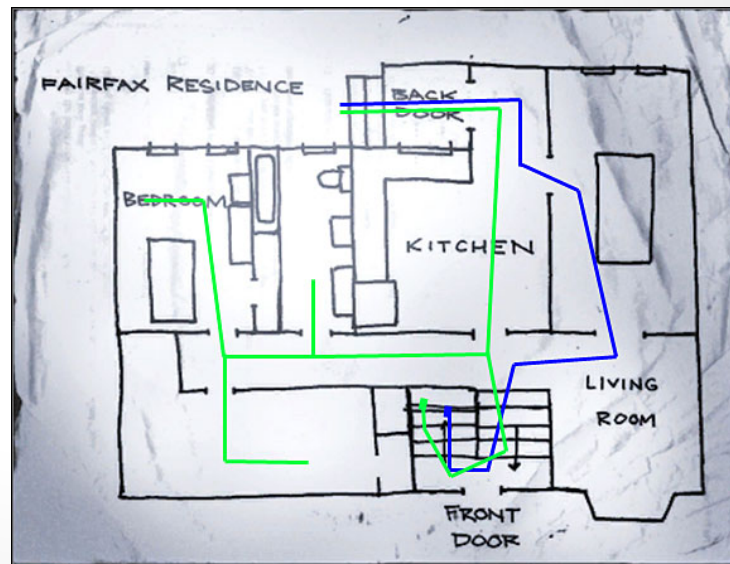 FAIRFAX RESIDENCE
BACK
DOOR
BEDROOM
KITCHEN
LIVING
ROOM
FRONT
DOOR